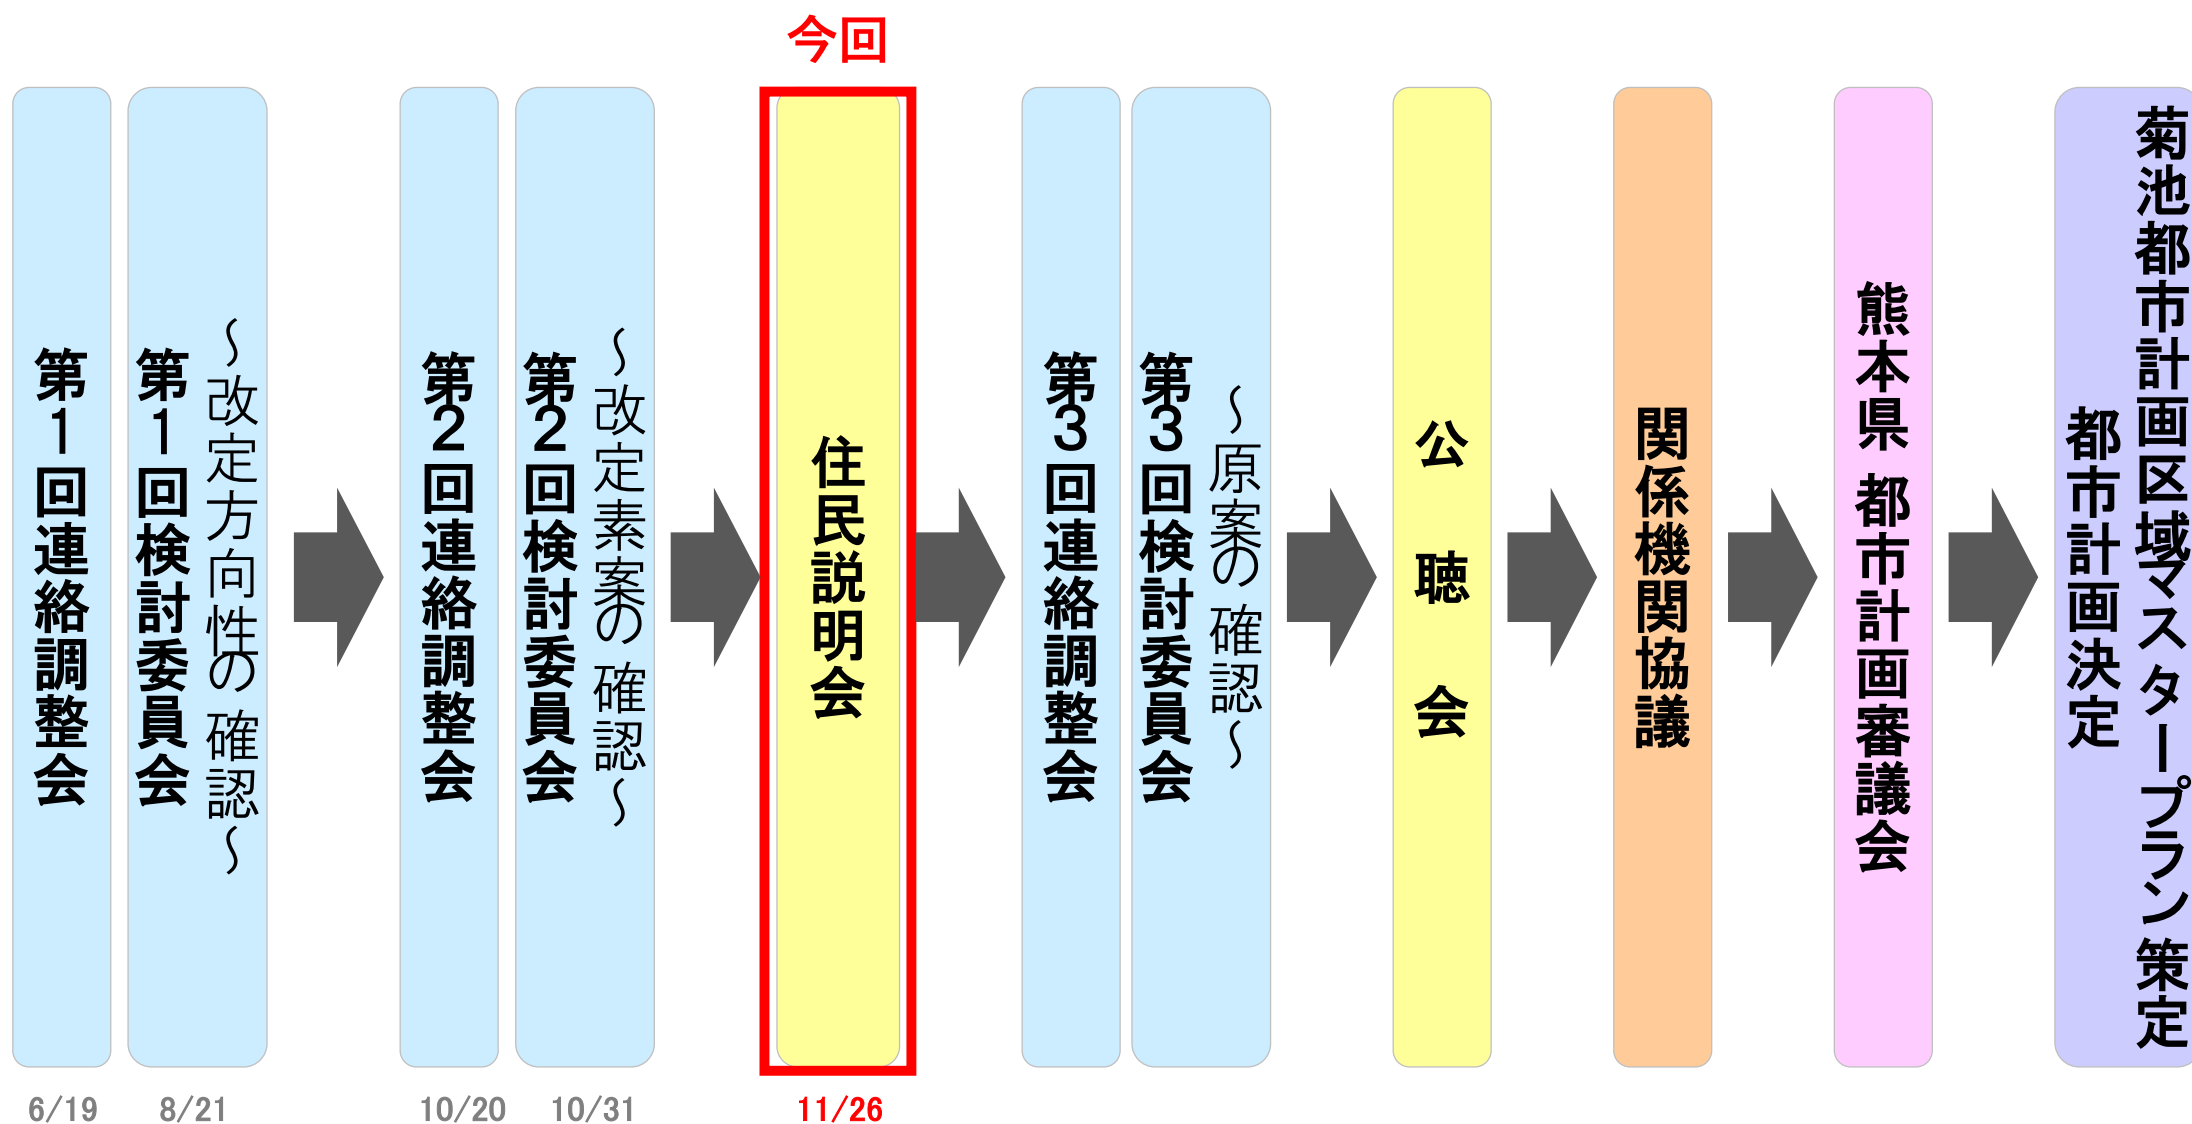 今回
第1回連絡調整会
第1回検討委員会
~改定方向性の確認~
第2回連絡調整会
第2回検討委員会
~改定素案の確認~
住民説明会
第3回連絡調整会
第3回検討委員会
~原案の確認~
公聴会
関係機関協議
熊本県 都市計画審議会
菊池都市計画区域マスタープラン策定
都市計画決定
6/19
8/21
10/20
10/31
11/26